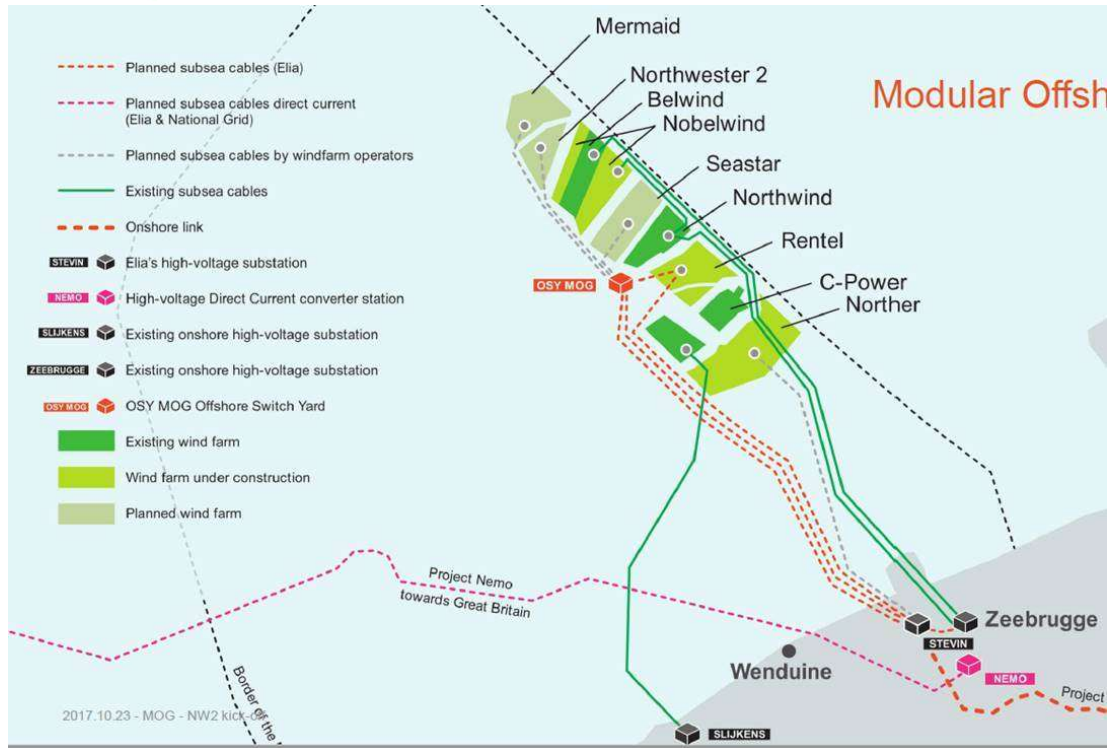 Modular Offsh
Planned subsea cables (Elia)
Planned subsea cables direct current
(Elia & National Grid)
Planned subsea cables by windfarm operators
Existing subsea cables
Onshore link
STEVIN Elia's high-voltage substation
NEMO High-voltage Direct Current converter station
SLIJKENS Existing onshore high-voltage substation
ZEEBRUGGE Existing onshore high-voltage substation
OSY MOG OSY MOG Offshore Switch Yard
Existing wind farm
Wind farm under construction
Planned wind farm
Mermaid
Northwester 2
Belwind
Nobelwind
Seastar
Northwind
Rentel
C-Power
Norther
OSY MOG
Project Nemo
towards Great Britain
Zeebrugge
STEVIN
Wenduine
NEMO
Project
Border of the
SLIJKENS
2017.10.23 - MOG - NW2 kick-off